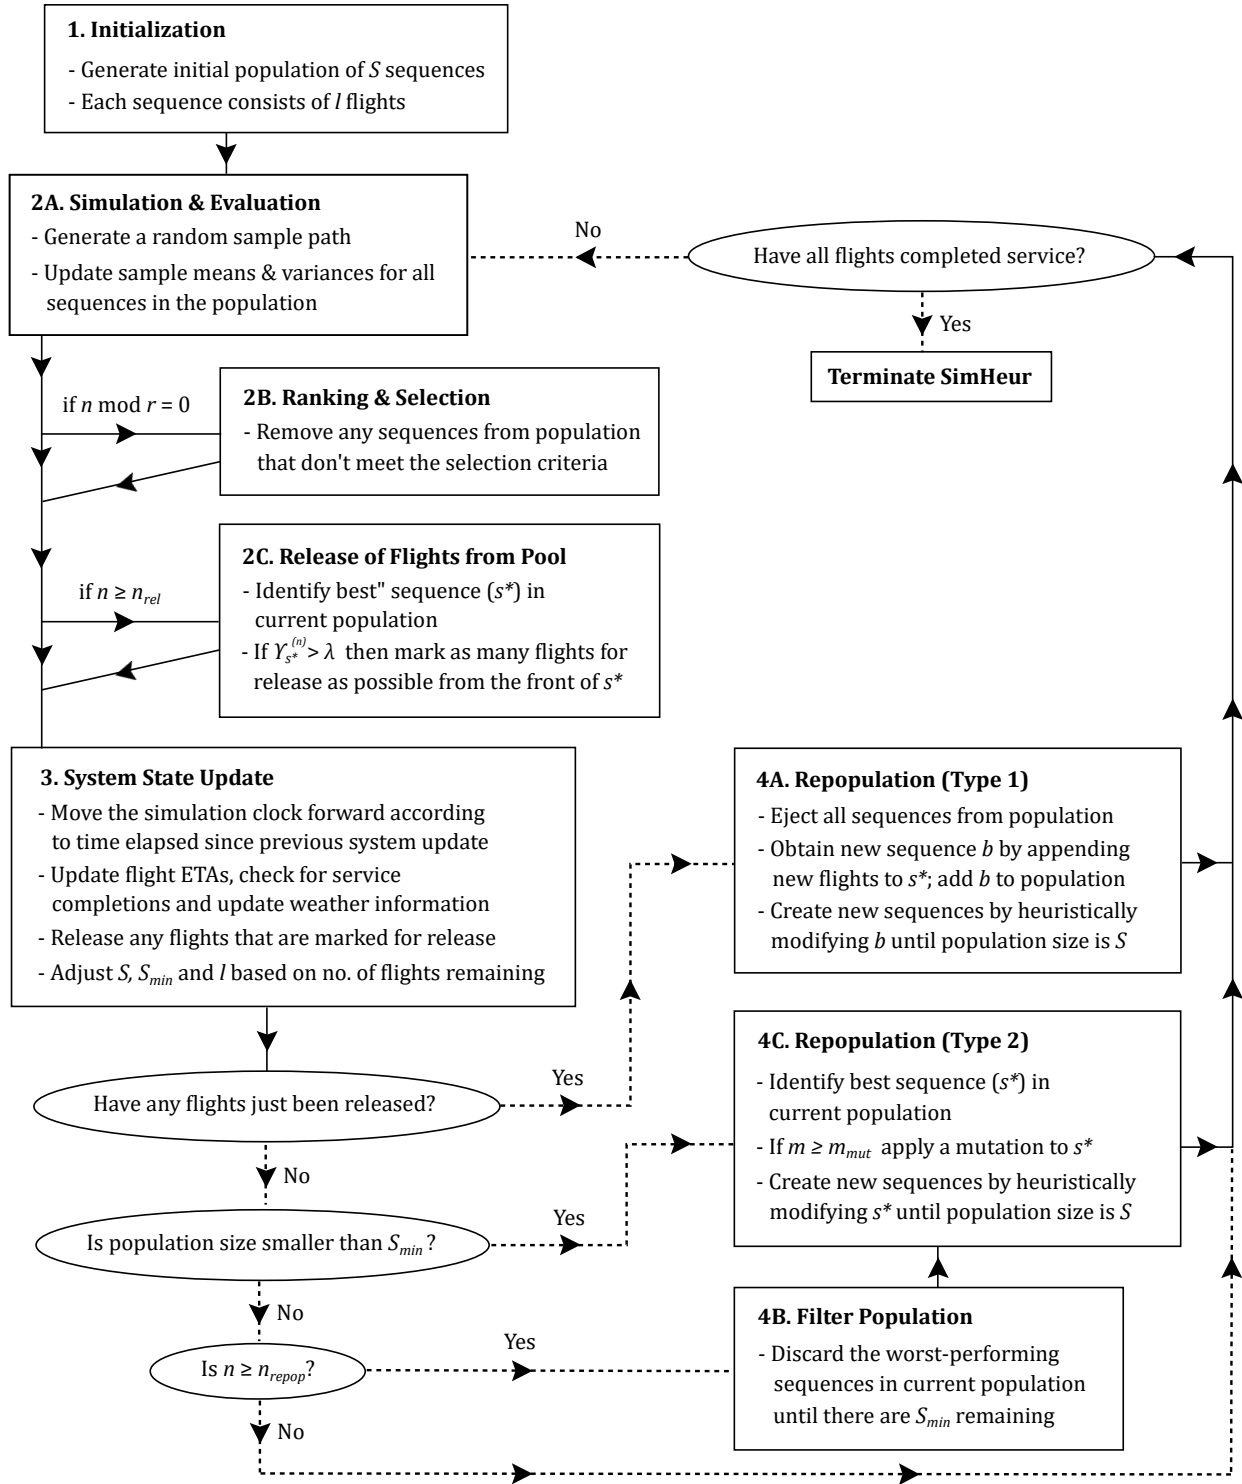 1. Initialization
- Generate initial population of S sequences
- Each sequence consists of l flights
2A. Simulation & Evaluation
- Generate a random sample path
- Update sample means & variances for all
sequences in the population
No
Have all flights completed service?
Yes
Terminate SimHeur
if n mod r = 0
2B. Ranking & Selection
- Remove any sequences from population
that don't meet the selection criteria
if n ≥ n_rel
2C. Release of Flights from Pool
- Identify best" sequence (s*) in
current population
- If ϒ_s*^(n) > λ then mark as many flights for
release as possible from the front of s*
3. System State Update
- Move the simulation clock forward according
to time elapsed since previous system update
- Update flight ETAs, check for service
completions and update weather information
- Release any flights that are marked for release
- Adjust S, S_min and l based on no. of flights remaining
4A. Repopulation (Type 1)
- Eject all sequences from population
- Obtain new sequence b by appending
new flights to s*; add b to population
- Create new sequences by heuristically
modifying b until population size is S
Have any flights just been released?
Yes
No
4C. Repopulation (Type 2)
- Identify best sequence (s*) in
current population
- If m ≥ m_mut apply a mutation to s*
- Create new sequences by heuristically
modifying s* until population size is S
Is population size smaller than S_min?
Yes
No
Is n ≥ n_repop?
Yes
No
4B. Filter Population
- Discard the worst-performing
sequences in current population
until there are S_min remaining